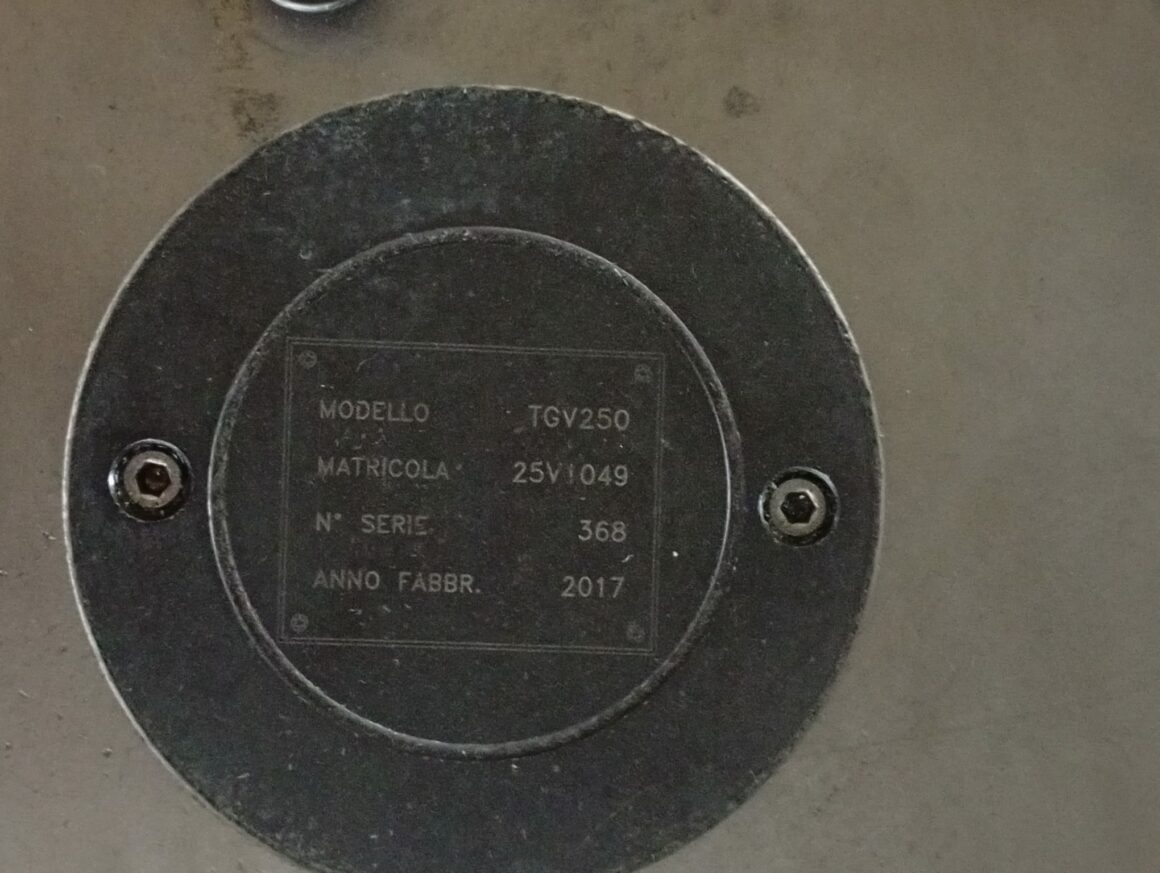 MODELLO TGV250
MATRICOLA 25V1049
N° SERIE 368
ANNO FABBR. 2017